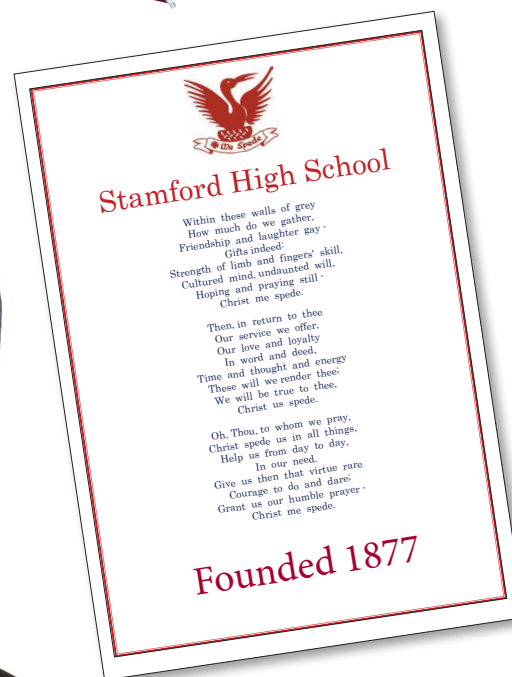 ✠ Me Spede
Stamford High School
Within these walls of grey
How much do we gather,
Friendship and laughter gay -
Gifts indeed:
Strength of limb and fingers' skill,
Cultured mind, undaunted will,
Hoping and praying still -
Christ me spede.
Then, in return to thee
Our service we offer,
Our love and loyalty
In word and deed,
Time and thought and energy
These will we render thee;
We will be true to thee,
Christ us spede.
Oh, Thou, to whom we pray,
Christ spede us in all things,
Help us from day to day,
In our need.
Give us then that virtue rare
Courage to do and dare;
Grant us our humble prayer -
Christ me spede.
Founded 1877